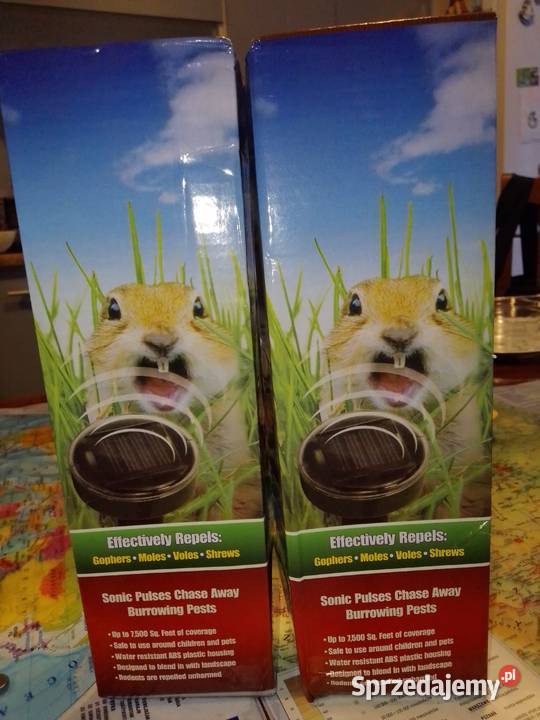 Effectively Repels:
Gophers • Moles • Voles • Shrews
Sonic Pulses Chase Away
Burrowing Pests
• Up to 7,500 Sq. Feet of coverage
• Safe to use around children and pets
• Water resistant ABS plastic housing
• Designed to blend in with landscape
• Rodents are repelled unharmed
Effectively Repels:
Gophers • Moles • Voles • Shrews
Sonic Pulses Chase Away
Burrowing Pests
• Up to 7,500 Sq. Feet of coverage
• Safe to use around children and pets
• Water resistant ABS plastic housing
• Designed to blend in with landscape
Sprzedajemy.pl